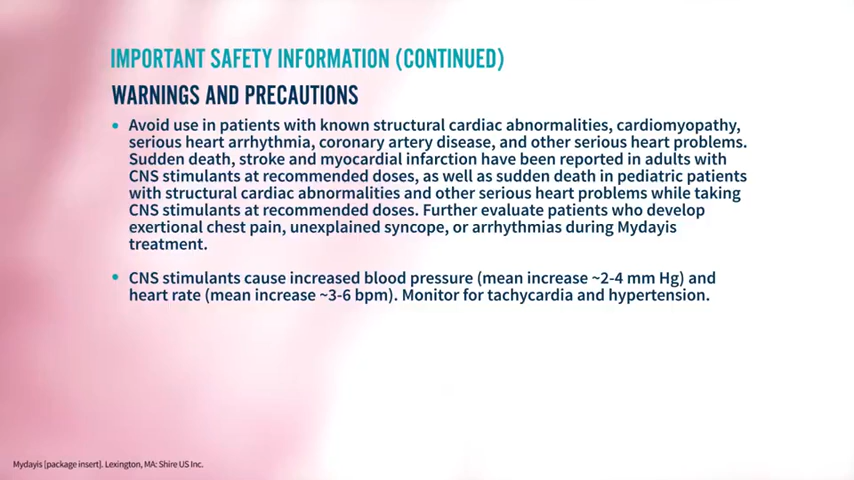 IMPORTANT SAFETY INFORMATION (CONTINUED)
WARNINGS AND PRECAUTIONS
• Avoid use in patients with known structural cardiac abnormalities, cardiomyopathy,
serious heart arrhythmia, coronary artery disease, and other serious heart problems.
Sudden death, stroke and myocardial infarction have been reported in adults with
CNS stimulants at recommended doses, as well as sudden death in pediatric patients
with structural cardiac abnormalities and other serious heart problems while taking
CNS stimulants at recommended doses. Further evaluate patients who develop
exertional chest pain, unexplained syncope, or arrhythmias during Mydayis
treatment.
• CNS stimulants cause increased blood pressure (mean increase ~2-4 mm Hg) and
heart rate (mean increase ~3-6 bpm). Monitor for tachycardia and hypertension.
Mydayis [package insert]. Lexington, MA: Shire US Inc.